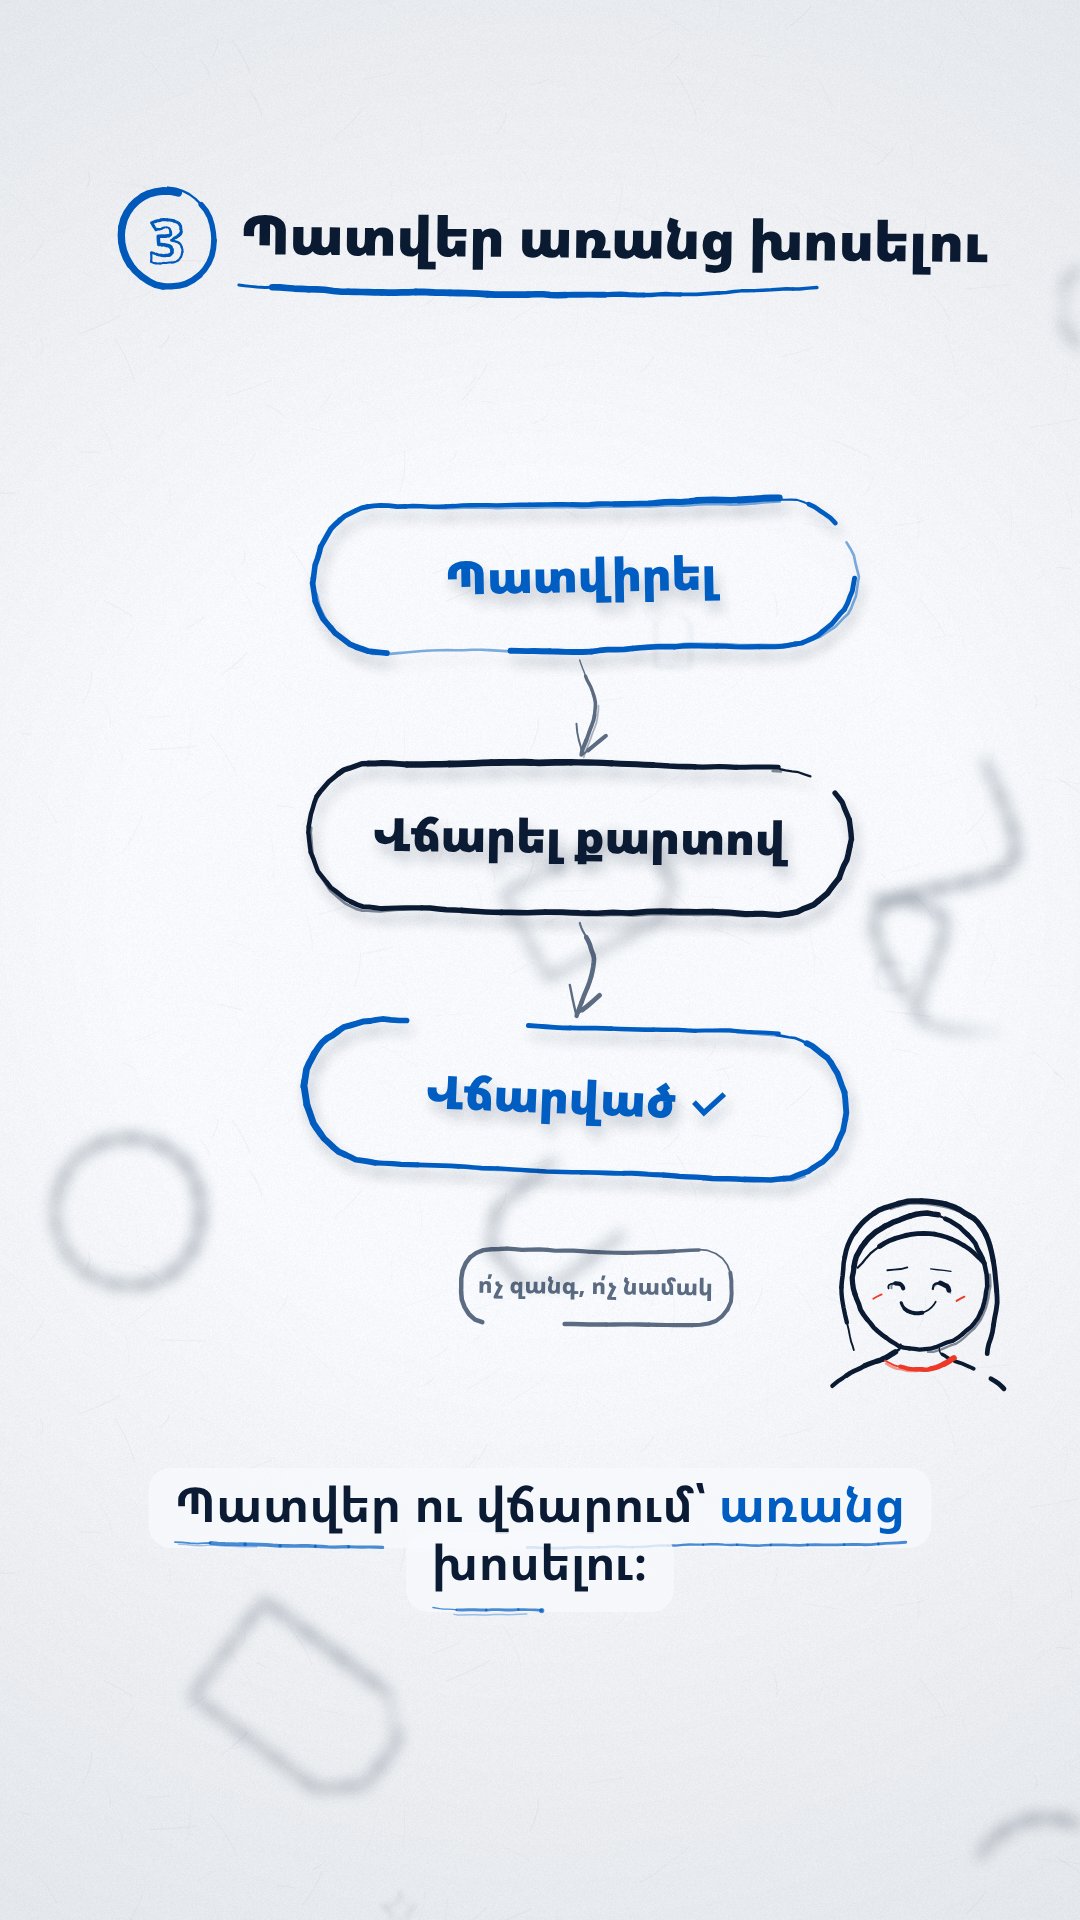 3 Պատվեր առանց խոսելու
Պատվիրել
Վճարել քարտով
Վճարված ✓
ո՛չ զանգ, ո՛չ նամակ
Պատվեր ու վճարում՝ առանց
խոսելու: